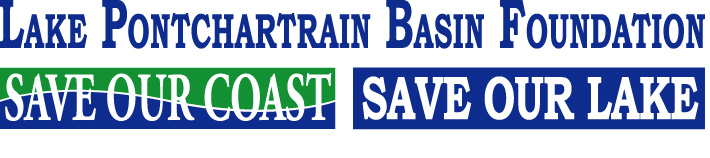 Lake Pontchartrain Basin Foundation
SAVE OUR COAST SAVE OUR LAKE